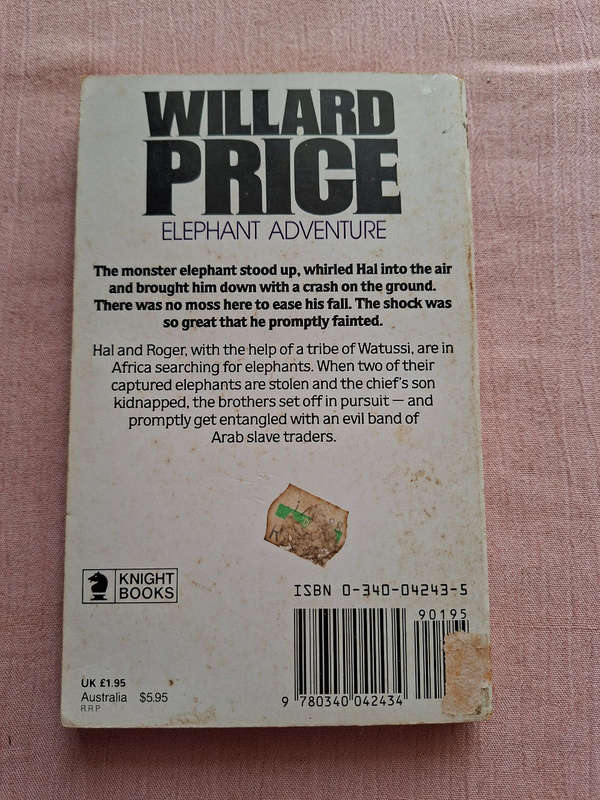 WILLARD
PRICE
ELEPHANT ADVENTURE
The monster elephant stood up, whirled Hal into the air
and brought him down with a crash on the ground.
There was no moss here to ease his fall. The shock was
so great that he promptly fainted.
Hal and Roger, with the help of a tribe of Watussi, are in
Africa searching for elephants. When two of their
captured elephants are stolen and the chief's son
kidnapped, the brothers set off in pursuit — and
promptly get entangled with an evil band of
Arab slave traders.
KNIGHT
BOOKS
ISBN 0-340-04243-5
90195
9 780340 042434
UK £1.95
Australia $5.95
R.R.P